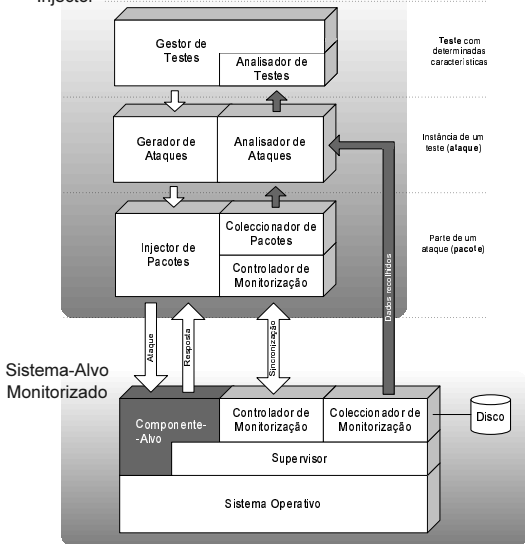 Gestor de
Testes
Analisador de
Testes
Teste com
determinadas
características
Gerador de
Ataques
Analisador de
Ataques
Instância de um
teste (ataque)
Injector de
Pacotes
Coleccionador de
Pacotes
Controlador de
Monitorização
Parte de um
ataque (pacote)
Ataque
Resposta
Sincronização
Dados recolhidos
Sistema-Alvo
Monitorizado
Componente-
-Alvo
Controlador de
Monitorização
Coleccionador de
Monitorização
Disco
Supervisor
Sistema Operativo